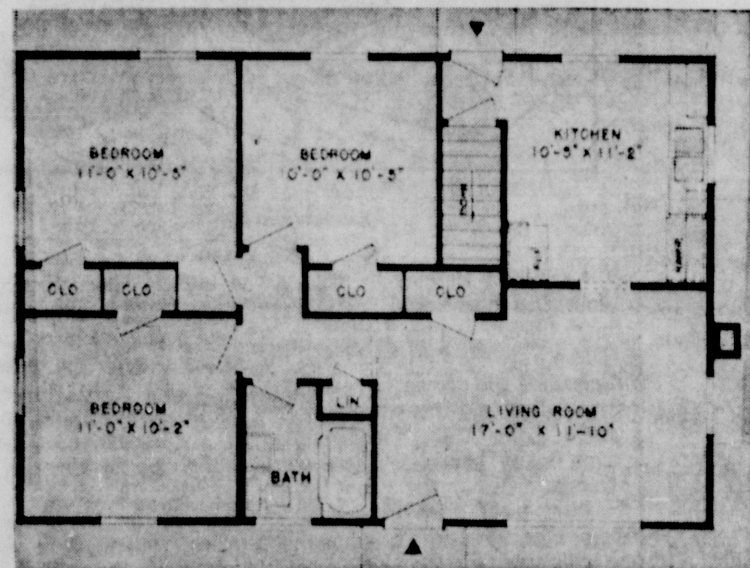 BEDROOM
11'-0" X 10'-5"
BEDROOM
10'-0" X 10'-5"
KITCHEN
10'-5" X 11'-2"
CLO
CLO
CLO
CLO
BEDROOM
11'-0" X 10'-2"
LIN
BATH
LIVING ROOM
17'-0" X 11'-10"